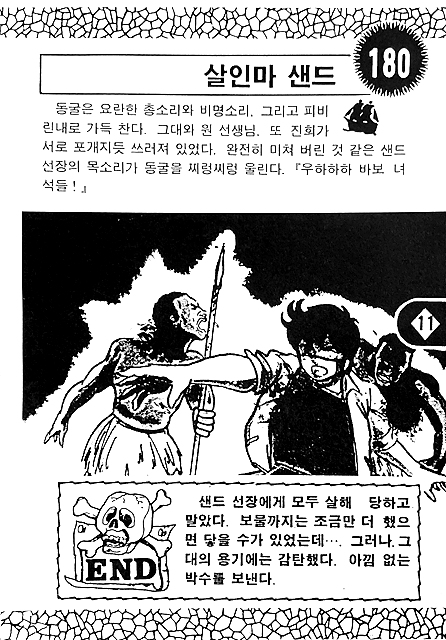 180
살인마 샌드
동굴은 요란한 총소리와 비명소리, 그리고 피비
린내로 가득 찬다. 그대와 원 선생님, 또 진희가
서로 포개지듯 쓰러져 있었다. 완전히 미쳐 버린 것 같은 샌드
선장의 목소리가 동굴을 찌렁찌렁 울린다. 『우하하하 바보 녀
석들!』
11
샌드 선장에게 모두 살해 당하고
말았다. 보물까지는 조금만 더 했으
면 닿을 수가 있었는데…. 그러나, 그
대의 용기에는 감탄했다. 아낌 없는
박수를 보낸다.
END